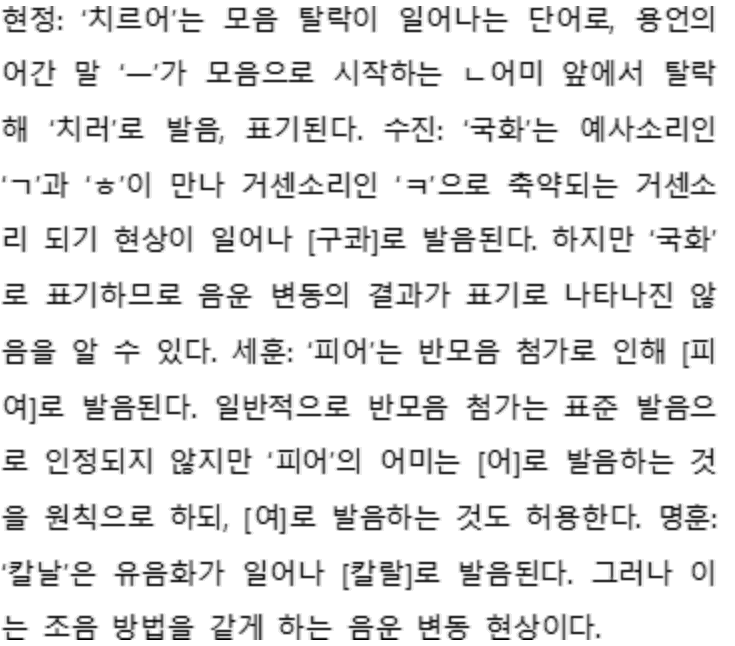 현정: ‘치르어’는 모음 탈락이 일어나는 단어로, 용언의
어간 말 ‘ㅡ’가 모음으로 시작하는 ㄴ어미 앞에서 탈락
해 ‘치러’로 발음, 표기된다. 수진: ‘국화’는 예사소리인
‘ㄱ’과 ‘ㅎ’이 만나 거센소리인 ‘ㅋ’으로 축약되는 거센소
리 되기 현상이 일어나 [구콰]로 발음된다. 하지만 ‘국화’
로 표기하므로 음운 변동의 결과가 표기로 나타나진 않
음을 알 수 있다. 세훈: ‘피어’는 반모음 첨가로 인해 [피
여]로 발음된다. 일반적으로 반모음 첨가는 표준 발음으
로 인정되지 않지만 ‘피어’의 어미는 [어]로 발음하는 것
을 원칙으로 하되, [여]로 발음하는 것도 허용한다. 명훈:
‘칼날’은 유음화가 일어나 [칼랄]로 발음된다. 그러나 이
는 조음 방법을 같게 하는 음운 변동 현상이다.